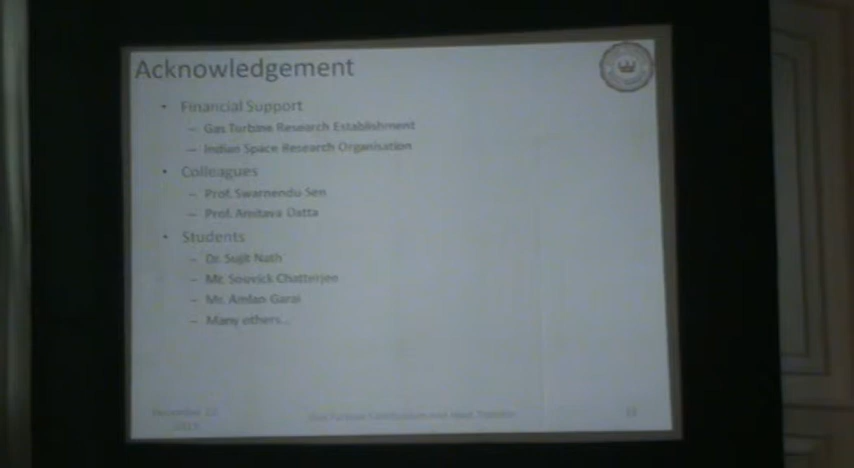 Acknowledgement
• Financial Support
– Gas Turbine Research Establishment
– Indian Space Research Organisation
• Colleagues
– Prof. Swarnendu Sen
– Prof. Amitava Datta
• Students
– Dr. Sujit Nath
– Mr. Souvick Chatterjee
– Mr. Amlan Garai
– Many others...